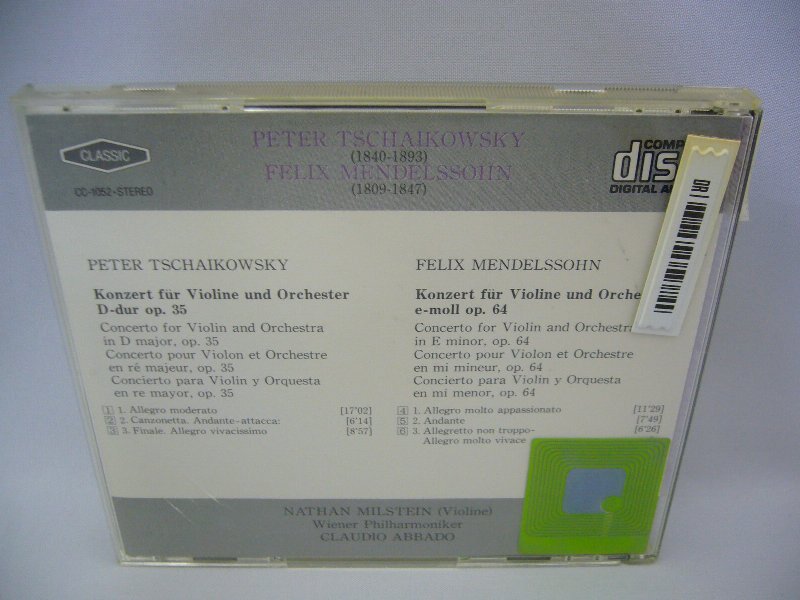 PETER TSCHAIKOWSKY
(1840-1893)
FELIX MENDELSSOHN
(1809-1847)
CLASSIC
CC-1052-STEREO
COMP
dis
DIGITAL A
PETER TSCHAIKOWSKY
Konzert für Violine und Orchester
D-dur op. 35
Concerto for Violin and Orchestra
in D major, op. 35
Concerto pour Violon et Orchestre
en ré majeur, op. 35
Concierto para Violin y Orquesta
en re mayor, op. 35
1 1. Allegro moderato [17'02]
2 2. Canzonetta. Andante-attacca: [6'14]
3 3. Finale. Allegro vivacissimo [8'57]
FELIX MENDELSSOHN
Konzert für Violine und Orche
e-moll op. 64
Concerto for Violin and Orchestra
in E minor, op. 64
Concerto pour Violon et Orchestre
en mi mineur, op. 64
Concierto para Violin y Orquesta
en mi menor, op. 64
4 1. Allegro molto appassionato [11'29]
5 2. Andante [7'49]
6 3. Allegretto non troppo- [6'26]
Allegro molto vivace
NATHAN MILSTEIN (Violine)
Wiener Philharmoniker
CLAUDIO ABBADO